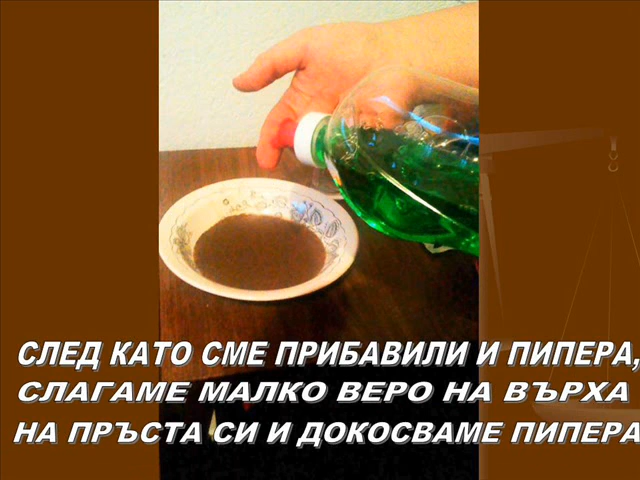 СЛЕД КАТО СМЕ ПРИБАВИЛИ И ПИПЕРА,
СЛАГАМЕ МАЛКО ВЕРО НА ВЪРХА
НА ПРЪСТА СИ И ДОКОСВАМЕ ПИПЕРА